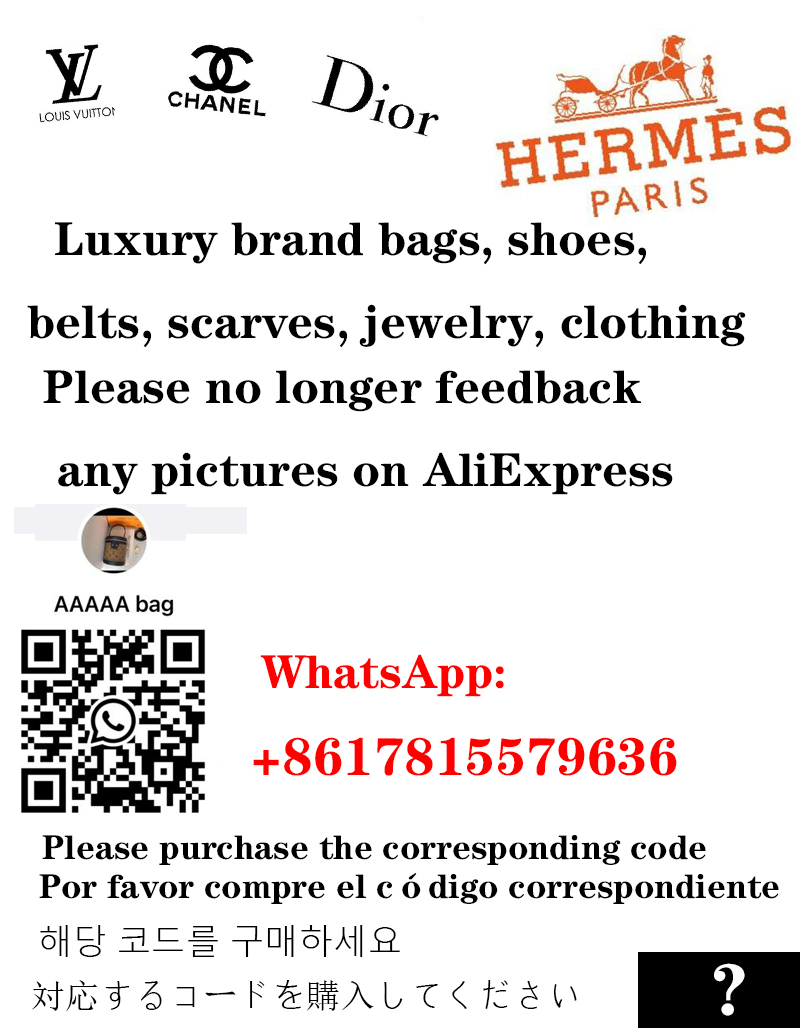 LOUIS VUITTON
CHANEL
Dior
HERMÈS
PARIS
Luxury brand bags, shoes,
belts, scarves, jewelry, clothing
Please no longer feedback
any pictures on AliExpress
AAAAA bag
WhatsApp:
+8617815579636
Please purchase the corresponding code
Por favor compre el c ó digo correspondiente
해당 코드를 구매하세요
対応するコードを購入してください
?